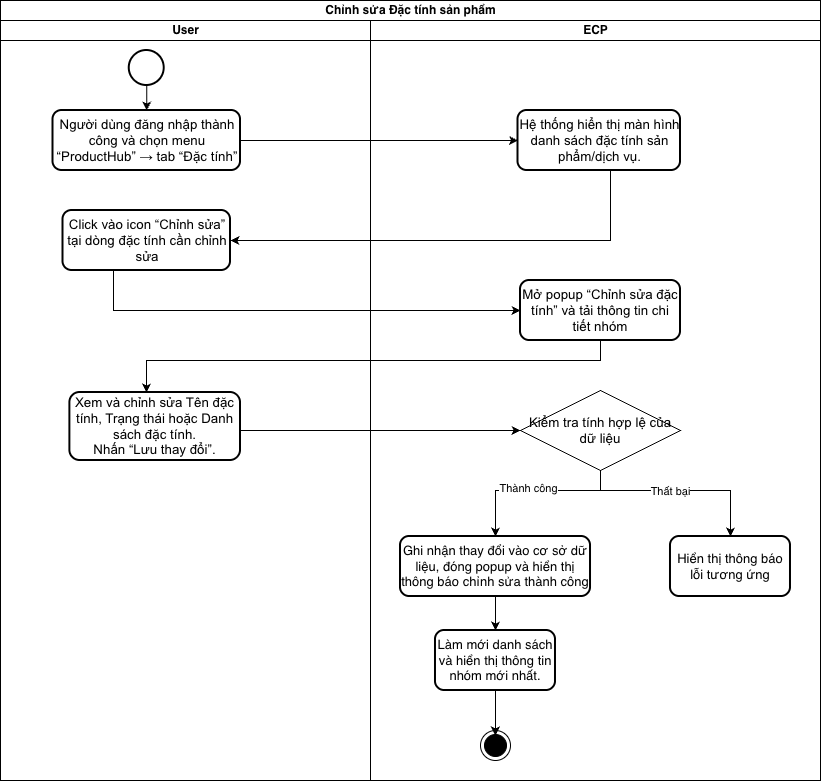 Chỉnh sửa Đặc tính sản phẩm
User
ECP
Người dùng đăng nhập thành
công và chọn menu
“ProductHub” → tab “Đặc tính”
Hệ thống hiển thị màn hình
danh sách đặc tính sản
phẩm/dịch vụ.
Click vào icon “Chỉnh sửa”
tại dòng đặc tính cần chỉnh
sửa
Mở popup “Chỉnh sửa đặc
tính” và tải thông tin chi
tiết nhóm
Xem và chỉnh sửa Tên đặc
tính, Trạng thái hoặc Danh
sách đặc tính.
Nhấn “Lưu thay đổi”.
Kiểm tra tính hợp lệ của
dữ liệu
Thành công
Thất bại
Ghi nhận thay đổi vào cơ sở dữ
liệu, đóng popup và hiển thị
thông báo chỉnh sửa thành công
Hiển thị thông báo
lỗi tương ứng
Làm mới danh sách
và hiển thị thông tin
nhóm mới nhất.